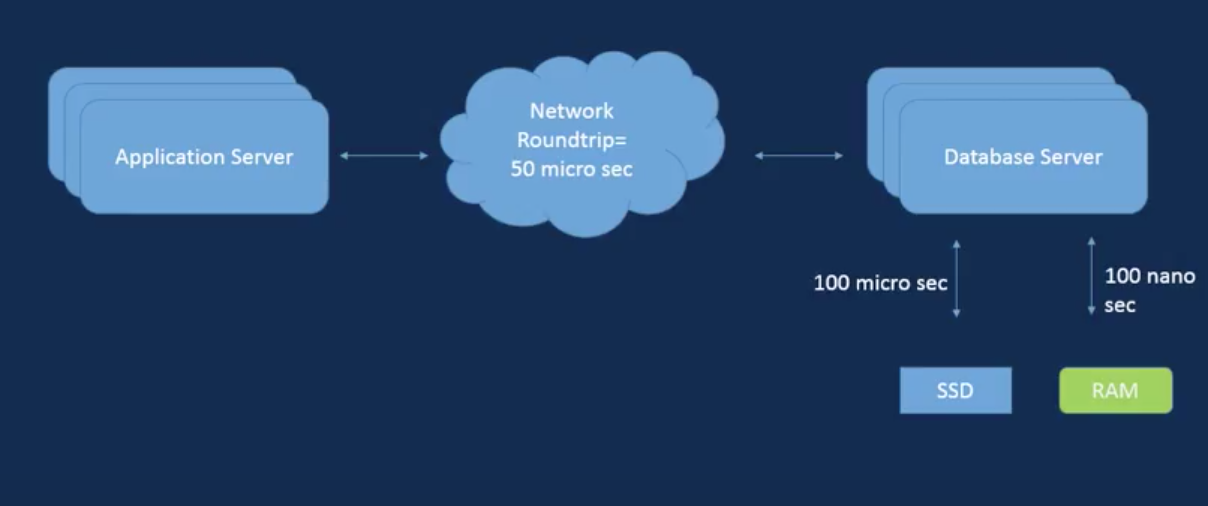 Network
Roundtrip=
50 micro sec
Application Server
Database Server
100 micro sec
100 nano
sec
SSD
RAM